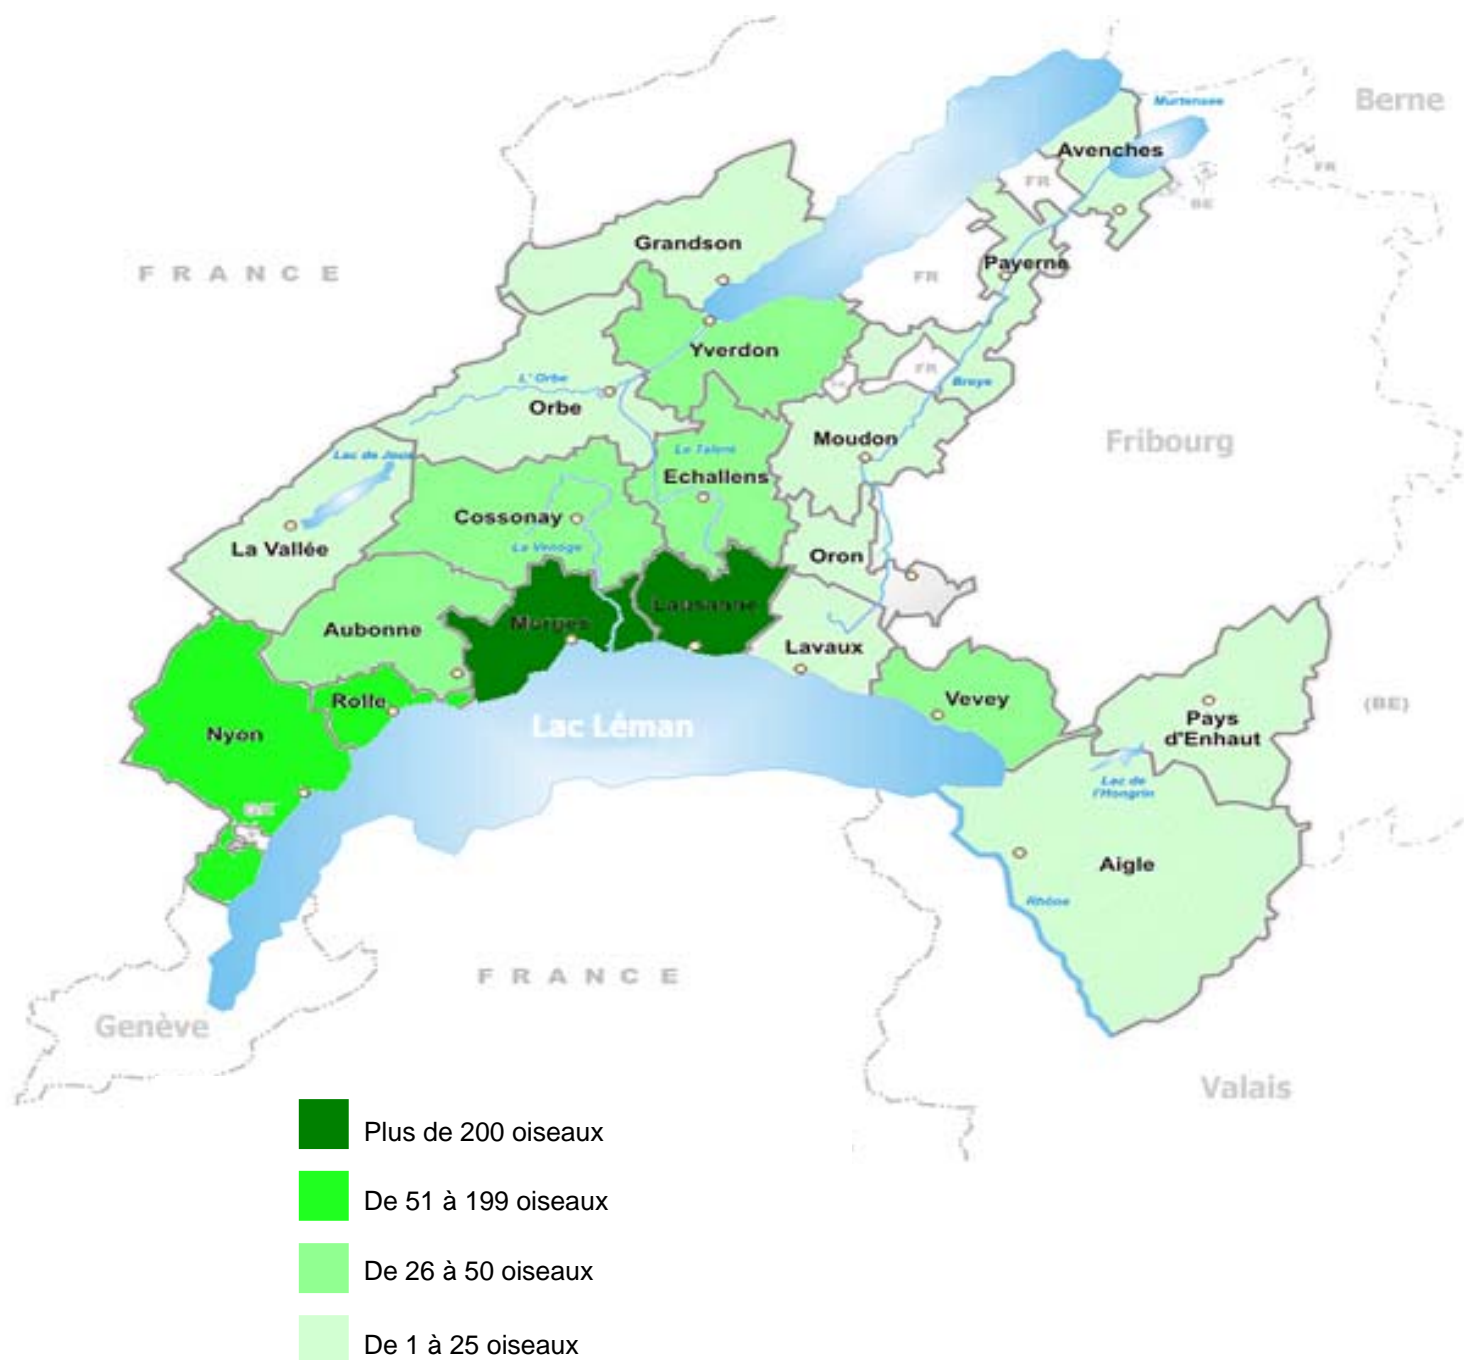 Berne
Murtensee
Avenches
FR
FR
BE
Grandson
FRANCE
Payerne
FR
Yverdon
L' Orbe
FR
Broye
Orbe
Moudon
Fribourg
Lac de Joux
Le Talent
Echallens
Cossonay
La Venoge
La Vallée
Oron
Lausanne
Morges
Aubonne
Lavaux
Rolle
Vevey
(BE)
Nyon
Lac Léman
Pays
d'Enhaut
Lac de
l'Hongrin
GE
Aigle
Rhône
FRANCE
Genève
Valais
Plus de 200 oiseaux
De 51 à 199 oiseaux
De 26 à 50 oiseaux
De 1 à 25 oiseaux